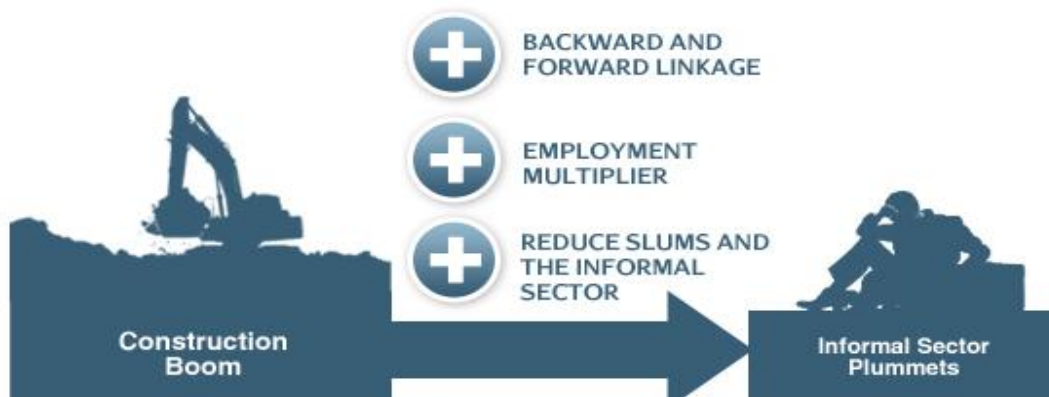 BACKWARD AND
FORWARD LINKAGE
EMPLOYMENT
MULTIPLIER
REDUCE SLUMS AND
THE INFORMAL
SECTOR
Construction
Boom
Informal Sector
Plummets